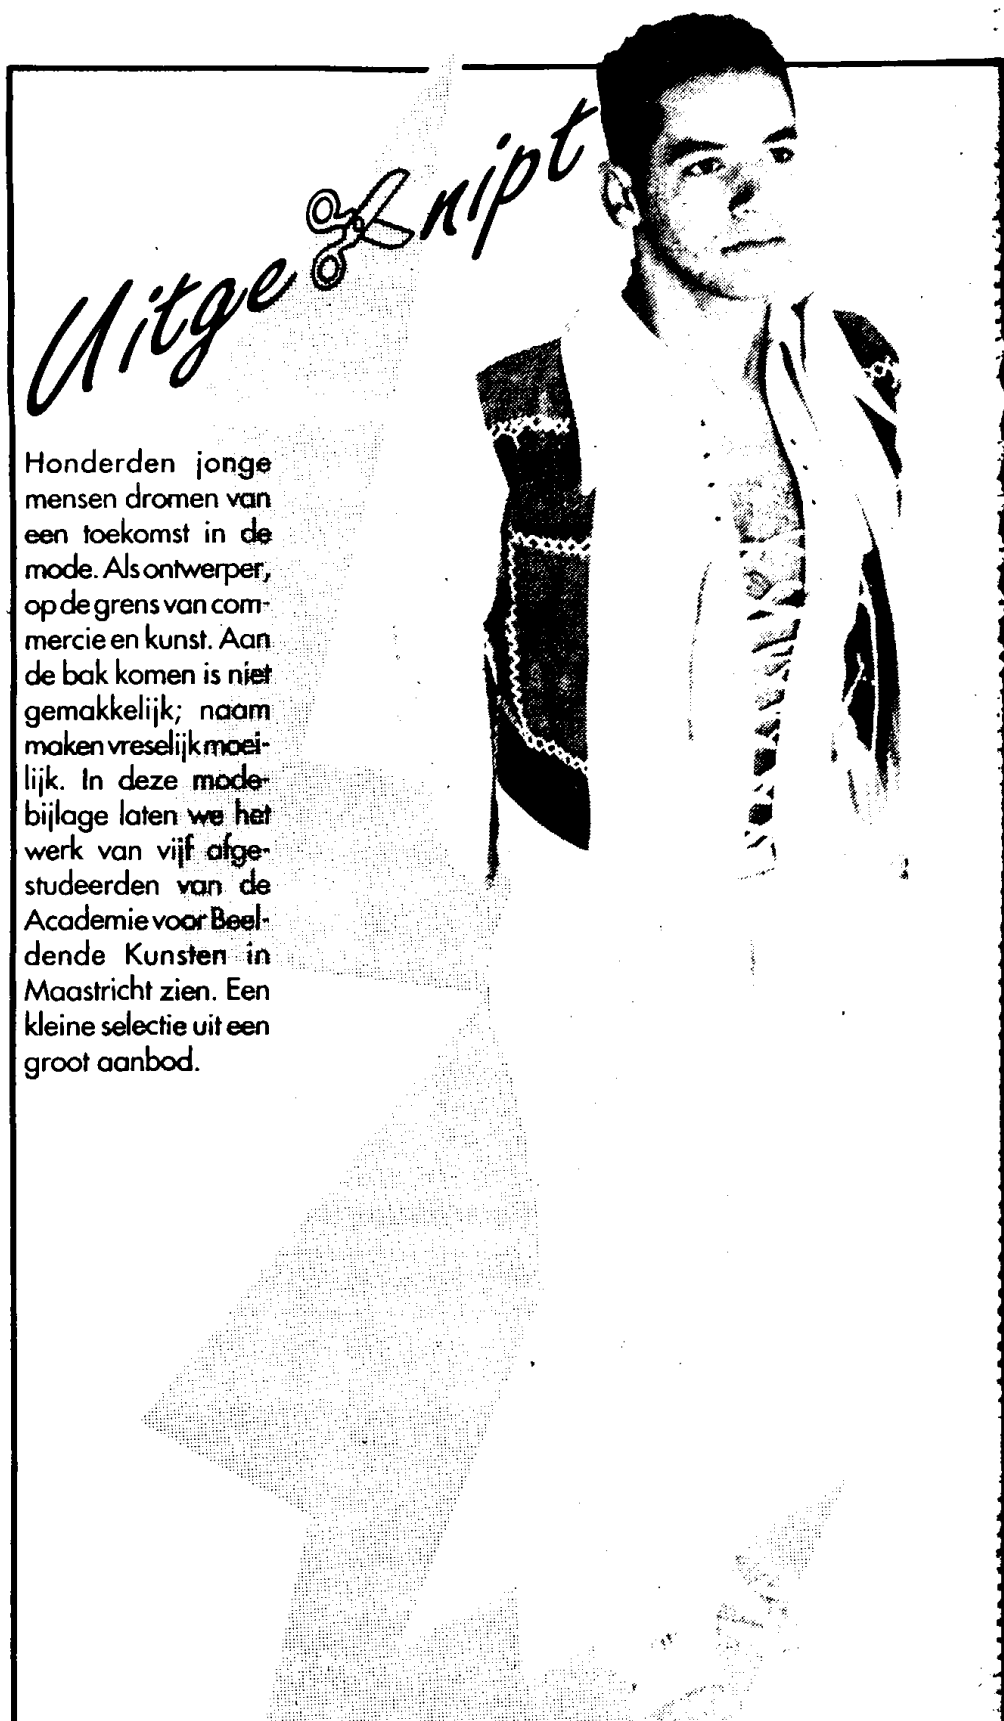 Uitgeknipt
Honderden jonge
mensen dromen van
een toekomst in de
mode. Als ontwerper,
op de grens van com-
mercie en kunst. Aan
de bak komen is niet
gemakkelijk; naam
maken vreselijk moei-
lijk. In deze mode-
bijlage laten we het
werk van vijf afge-
studeerden van de
Academie voor Beel-
dende Kunsten in
Maastricht zien. Een
kleine selectie uit een
groot aanbod.